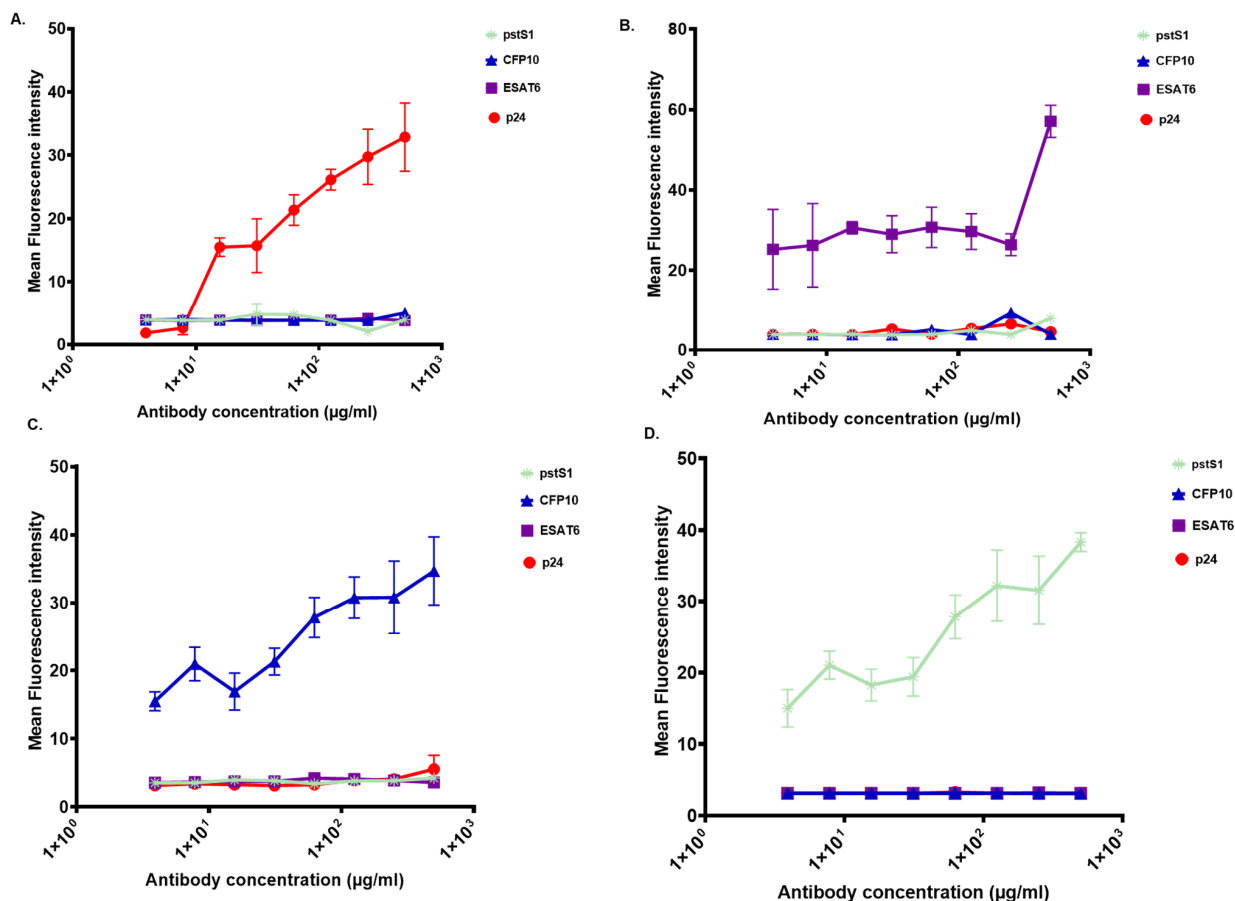 A.
50
40
30
20
10
0
Mean Fluorescence intensity
1×10⁰
1×10¹
1×10²
1×10³
Antibody concentration (µg/ml)
pstS1
CFP10
ESAT6
p24
B.
80
60
40
20
0
Mean Fluorescence intensity
1×10⁰
1×10¹
1×10²
1×10³
Antibody concentration (µg/ml)
pstS1
CFP10
ESAT6
p24
C.
50
40
30
20
10
0
Mean Fluorescence intensity
1×10⁰
1×10¹
1×10²
1×10³
Antibody concentration (µg/ml)
pstS1
CFP10
ESAT6
p24
D.
50
40
30
20
10
0
Mean Fluorescence intensity
1×10⁰
1×10¹
1×10²
1×10³
Antibody concentration (µg/ml)
pstS1
CFP10
ESAT6
p24